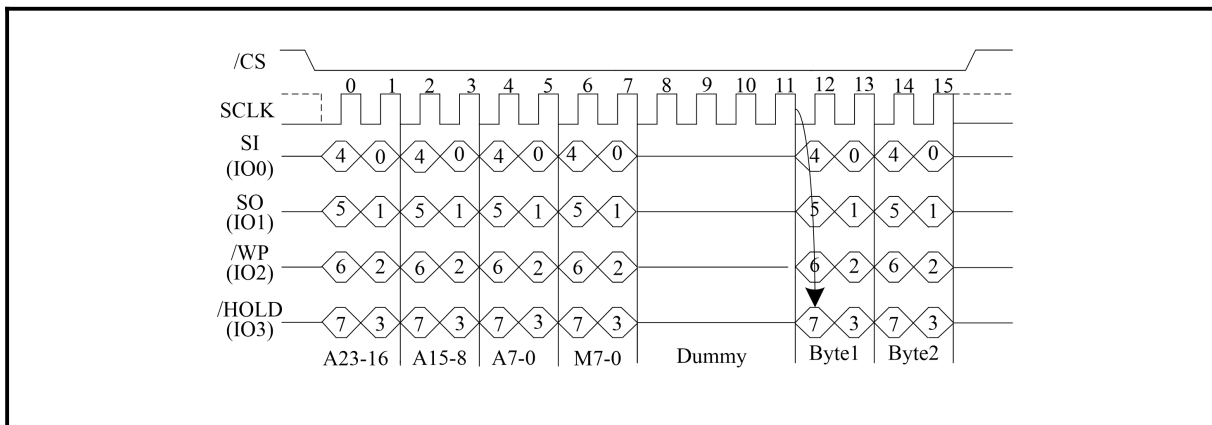 /CS
0 1 2 3 4 5 6 7 8 9 10 11 12 13 14 15
SCLK
SI
(IO0)
4 0 4 0 4 0 4 0 4 0 4 0
SO
(IO1)
5 1 5 1 5 1 5 1 5 1 5 1
/WP
(IO2)
6 2 6 2 6 2 6 2 6 2 6 2
/HOLD
(IO3)
7 3 7 3 7 3 7 3 7 3 7 3
A23-16 A15-8 A7-0 M7-0 Dummy Byte1 Byte2